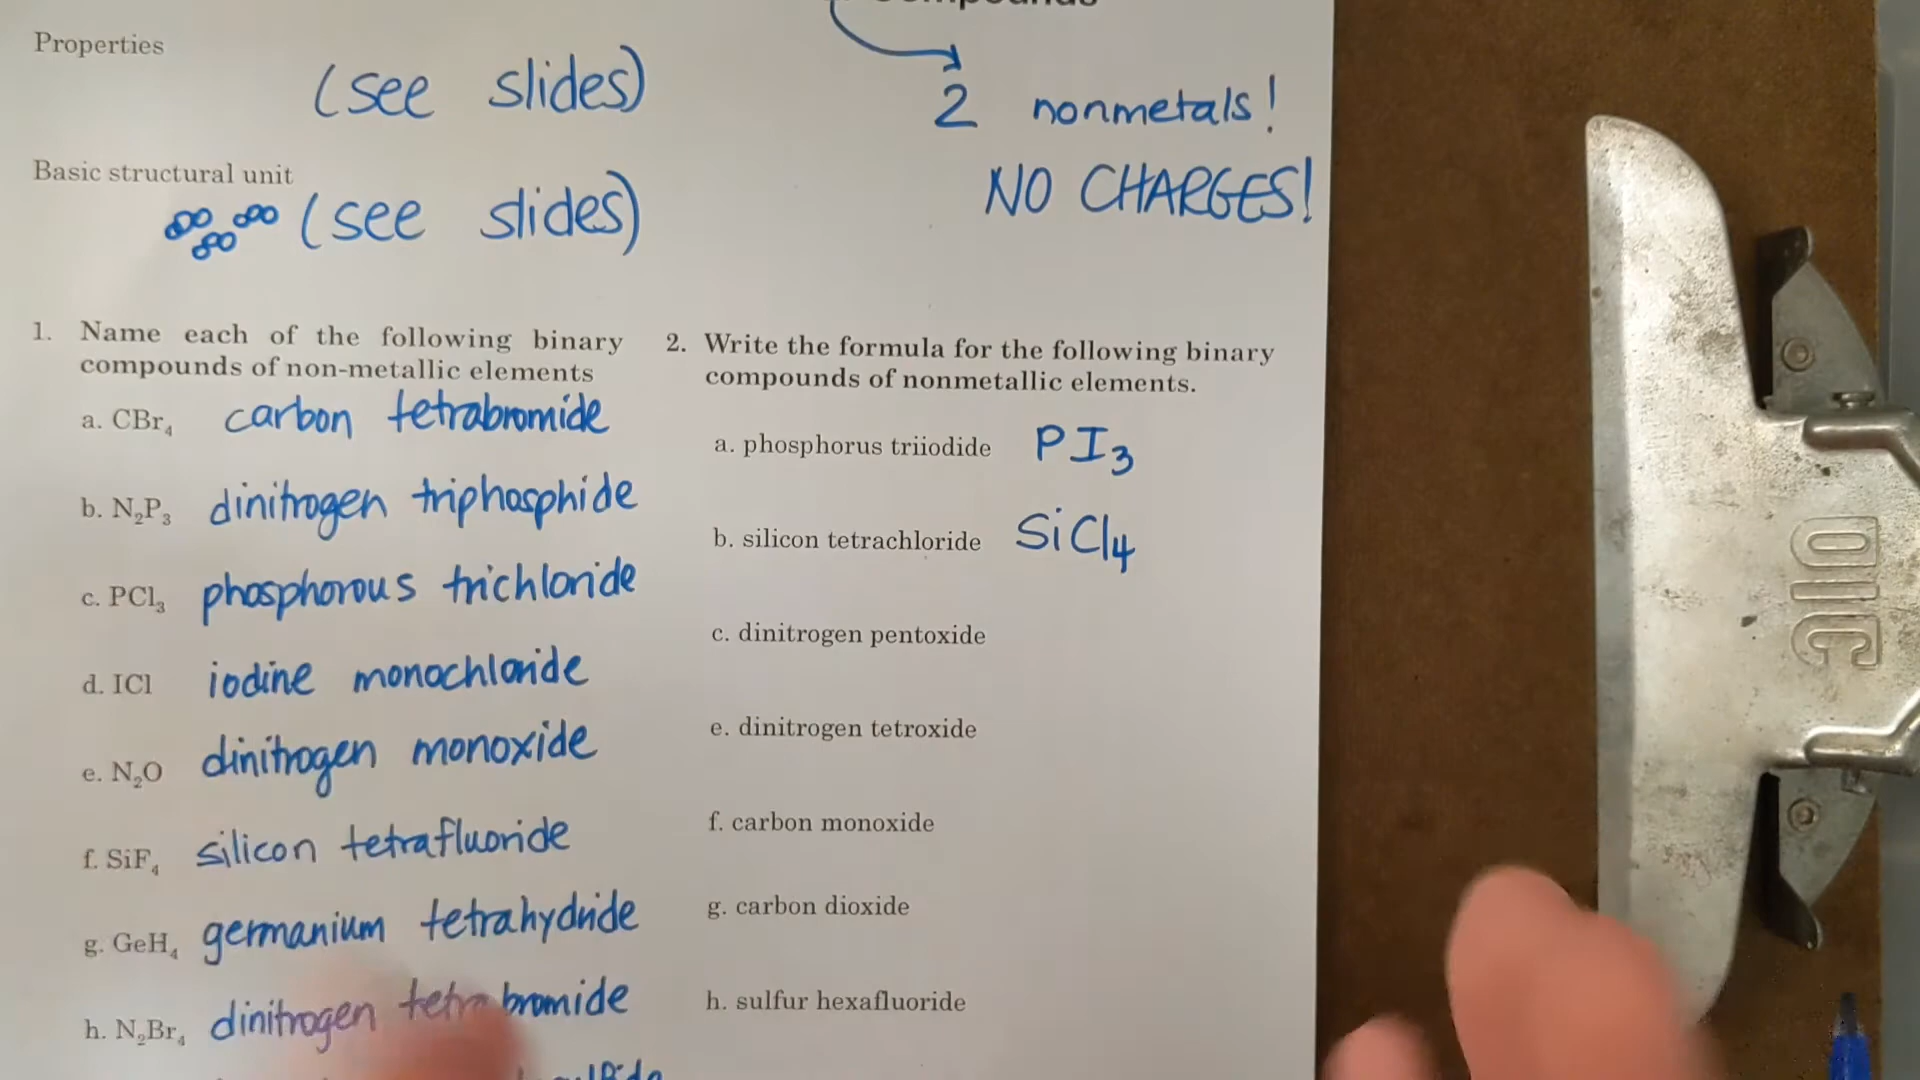 Compounds
Properties
(see slides)
2 nonmetals!
NO CHARGES!
Basic structural unit
(see slides)
1. Name each of the following binary
compounds of non-metallic elements
a. CBr₄ carbon tetrabromide
b. N₂P₃ dinitrogen triphosphide
c. PCl₃ phosphorous trichloride
d. ICl iodine monochloride
e. N₂O dinitrogen monoxide
f. SiF₄ silicon tetrafluoride
g. GeH₄ germanium tetrahydride
h. N₂Br₄ dinitrogen tetrabromide
2. Write the formula for the following binary
compounds of nonmetallic elements.
a. phosphorus triiodide PI₃
b. silicon tetrachloride SiCl₄
c. dinitrogen pentoxide
e. dinitrogen tetroxide
f. carbon monoxide
g. carbon dioxide
h. sulfur hexafluoride
OIC